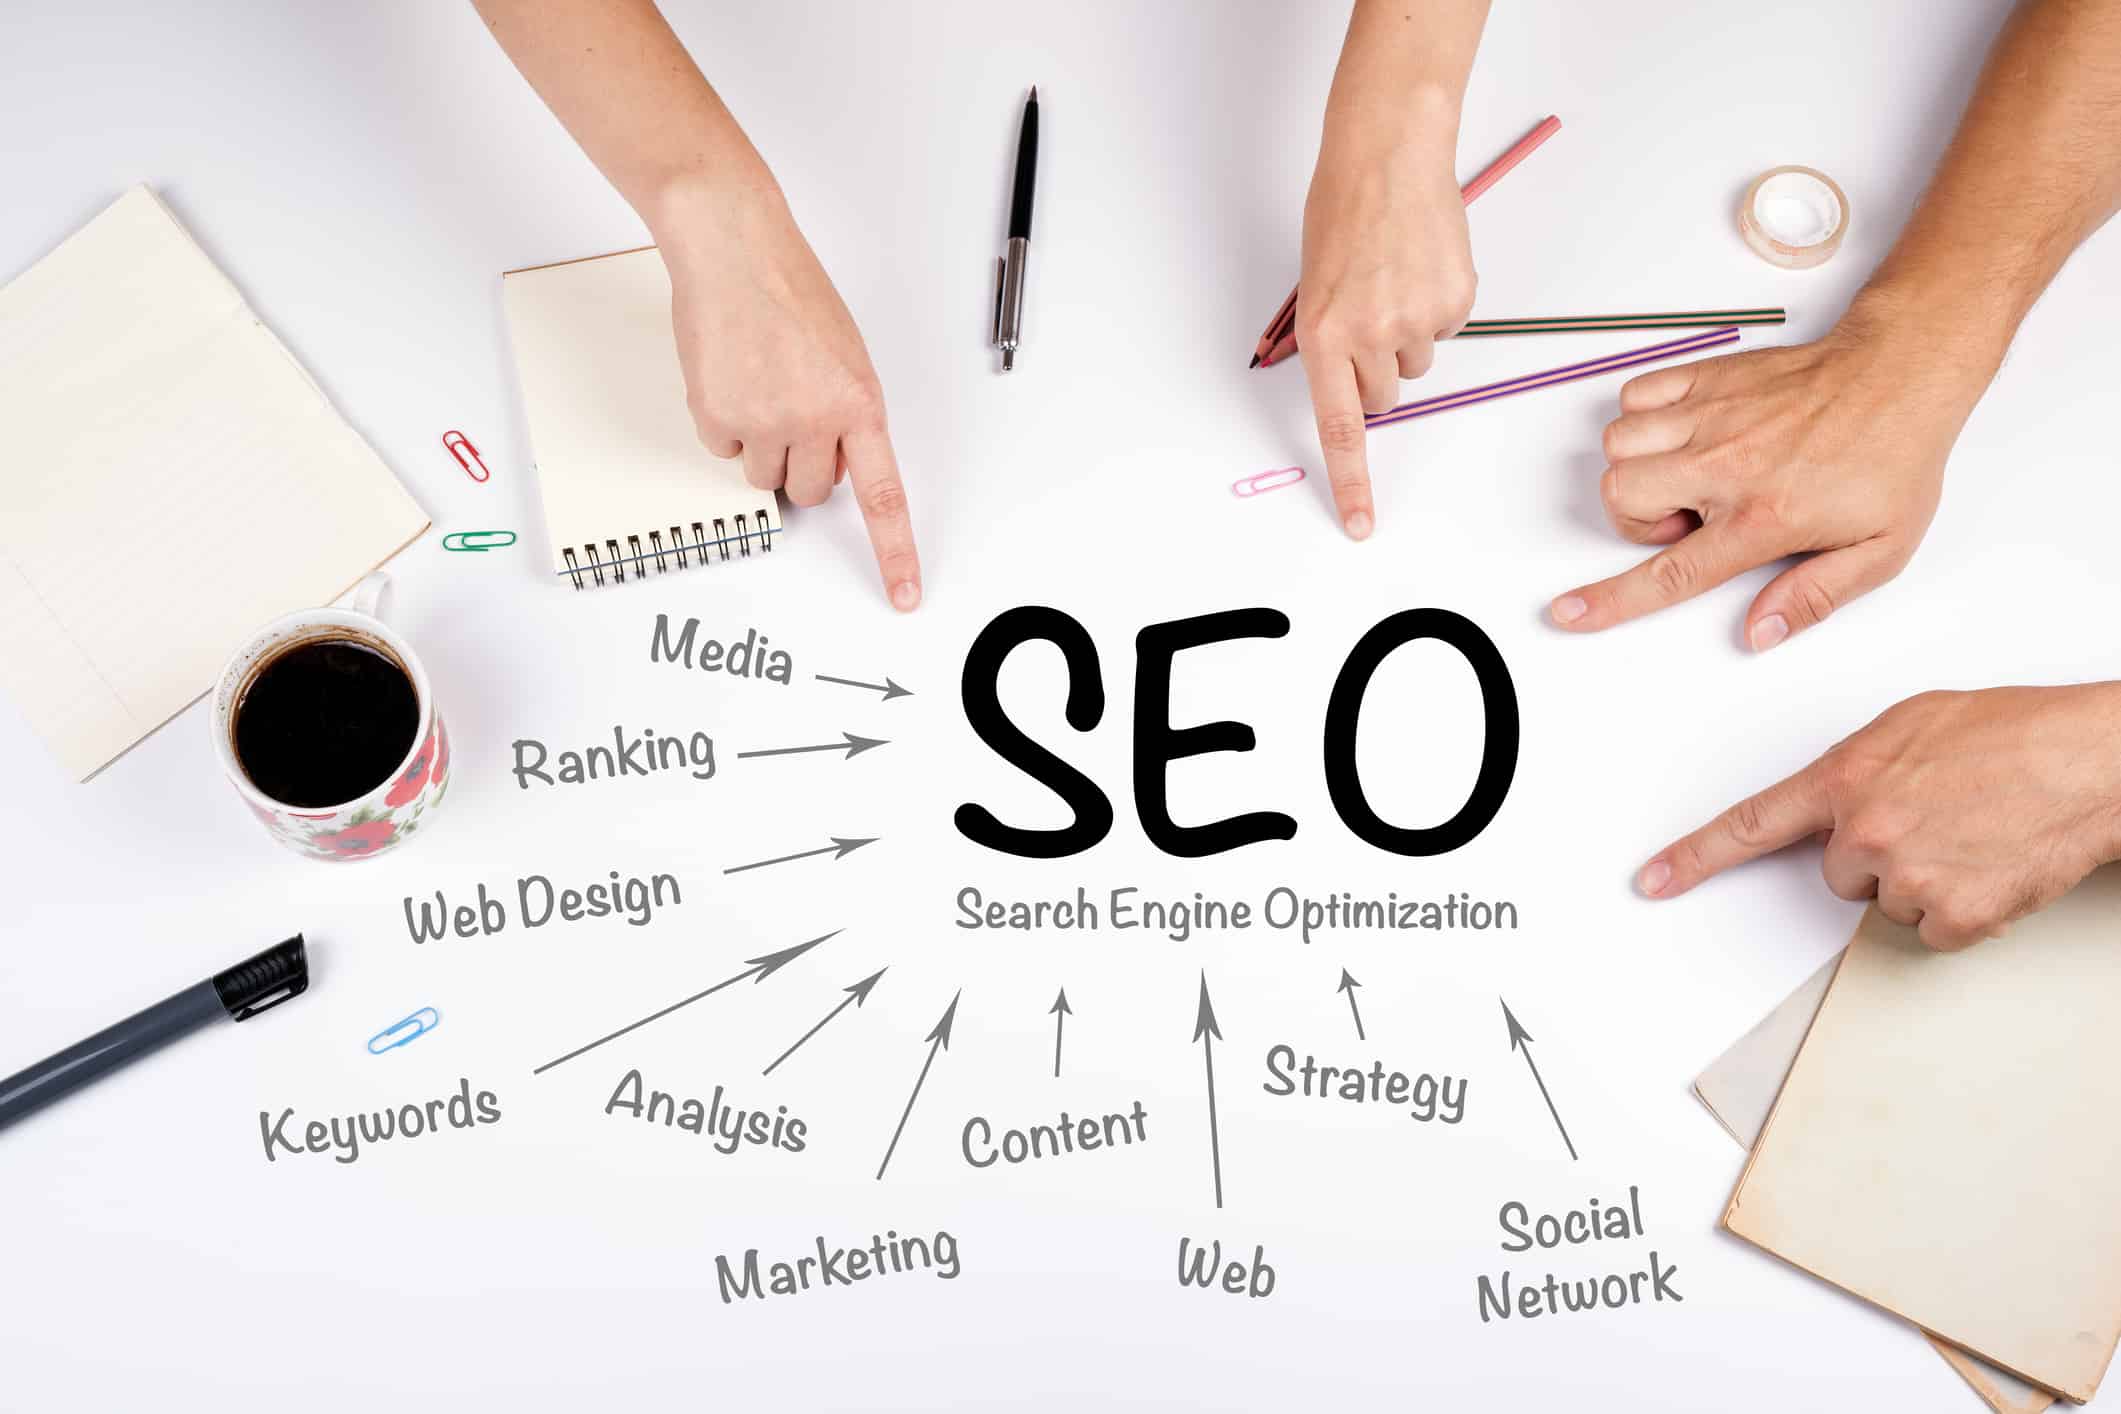 Media
SEO
Ranking
Web Design
Search Engine Optimization
Keywords
Analysis
Content
Strategy
Marketing
Web
Social
Network